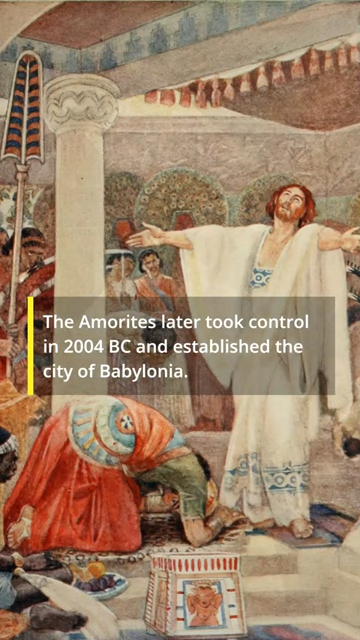 The Amorites later took control
in 2004 BC and established the
city of Babylonia.